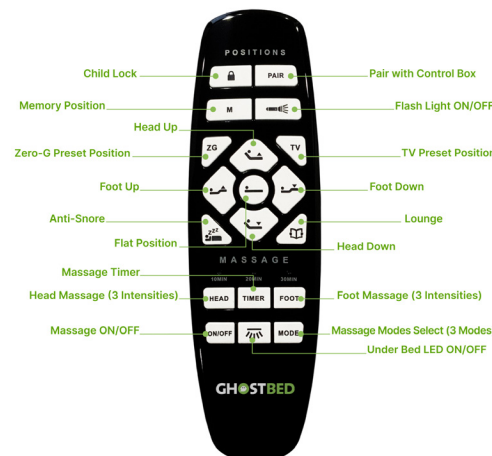 POSITIONS
Child Lock
PAIR
Pair with Control Box
Memory Position
M
Flash Light ON/OFF
Head Up
ZG
TV
Zero-G Preset Position
TV Preset Position
Foot Up
Foot Down
Anti-Snore
zzz
Lounge
Flat Position
Head Down
MASSAGE
Massage Timer
10MIN 20MIN 30MIN
Head Massage (3 Intensities)
HEAD
TIMER
FOOT
Foot Massage (3 Intensities)
Massage ON/OFF
ON/OFF
MODE
Massage Modes Select (3 Modes
Under Bed LED ON/OFF
GHOSTBED